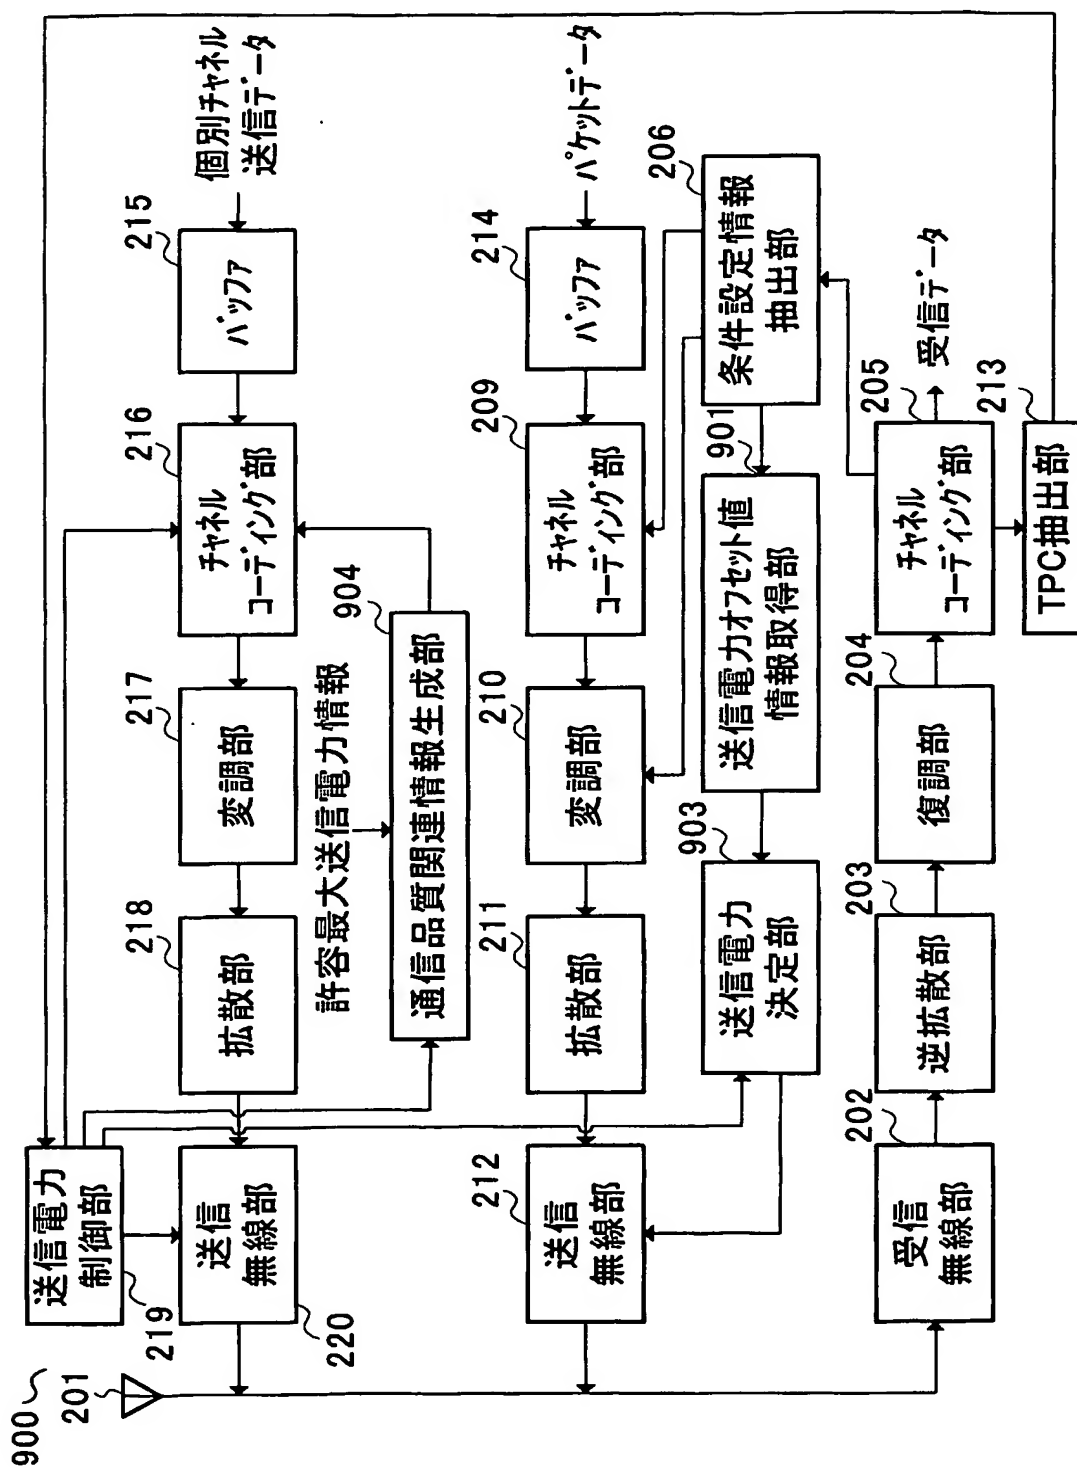 900
201
219
送信電力
制御部
220
送信
無線部
218
拡散部
217
変調部
216
チャネル
コーディング部
215
バッファ
個別チャネル
送信データ
許容最大送信電力情報
904
通信品質関連情報生成部
212
送信
無線部
211
拡散部
210
変調部
209
チャネル
コーディング部
214
バッファ
パケットデータ
903
送信電力
決定部
901
送信電力オフセット値
情報取得部
206
条件設定情報
抽出部
202
受信
無線部
203
逆拡散部
204
復調部
205
チャネル
コーディング部
受信データ
213
TPC抽出部